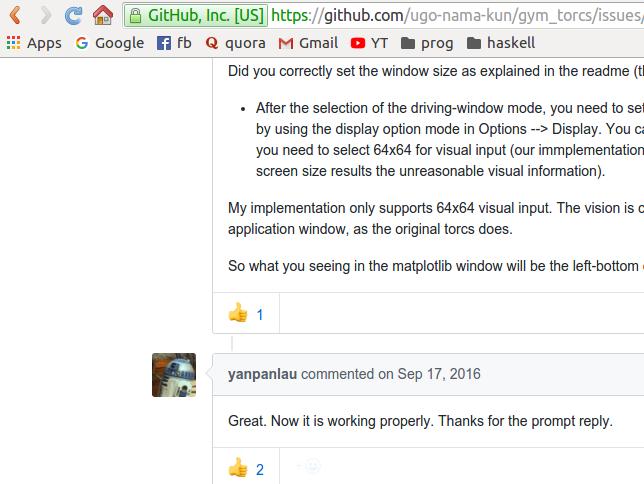 GitHub, Inc. [US] https://github.com/ugo-nama-kun/gym_torcs/issues/
Apps Google fb quora Gmail YT prog haskell
Did you correctly set the window size as explained in the readme (t
• After the selection of the driving-window mode, you need to set
by using the display option mode in Options --> Display. You ca
you need to select 64x64 for visual input (our immplementation
screen size results the unreasonable visual information).
My implementation only supports 64x64 visual input. The vision is c
application window, as the original torcs does.
So what you seeing in the matplotlib window will be the left-bottom
1
yanpanlau commented on Sep 17, 2016
Great. Now it is working properly. Thanks for the prompt reply.
2